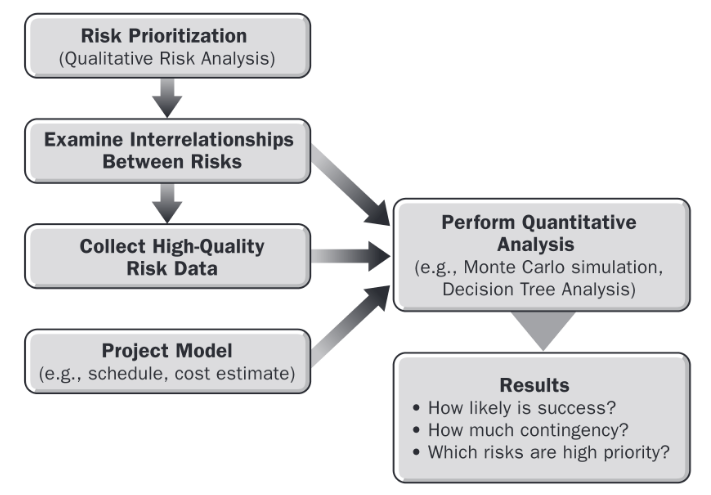 Risk Prioritization
(Qualitative Risk Analysis)
Examine Interrelationships
Between Risks
Collect High-Quality
Risk Data
Project Model
(e.g., schedule, cost estimate)
Perform Quantitative
Analysis
(e.g., Monte Carlo simulation,
Decision Tree Analysis)
Results
• How likely is success?
• How much contingency?
• Which risks are high priority?